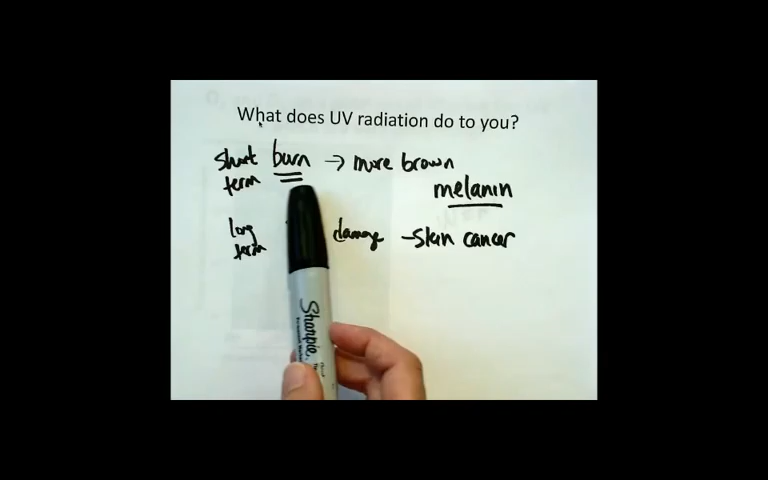 What does UV radiation do to you?
short term burn → more brown
melanin
long term damage - skin cancer
Sharpie